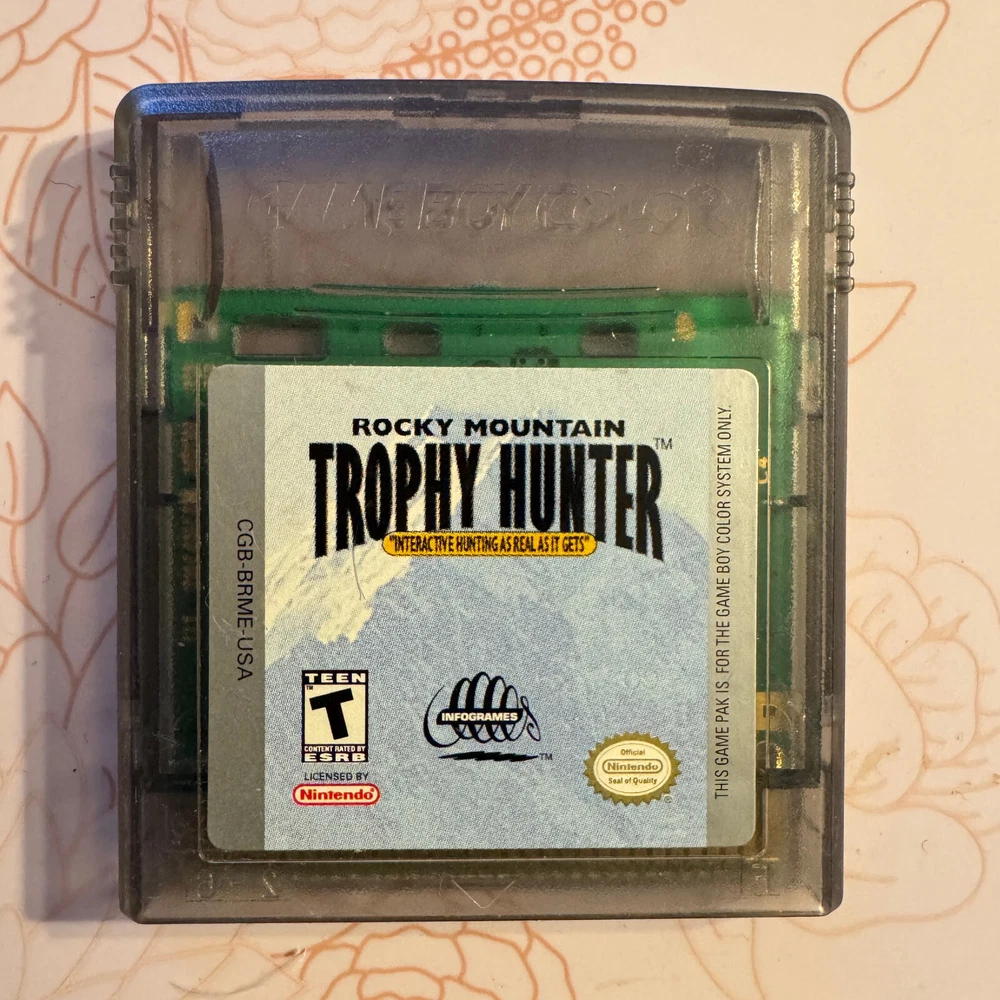 GAME BOY COLOR
ROCKY MOUNTAIN
TROPHY HUNTER™
"INTERACTIVE HUNTING AS REAL AS IT GETS"
CGB-BRME-USA
THIS GAME PAK IS FOR THE GAME BOY COLOR SYSTEM ONLY.
TEEN
™
T
CONTENT RATED BY
ESRB
INFOGRAMES
™
LICENSED BY
Nintendo®
Official
Nintendo
Seal of Quality
®